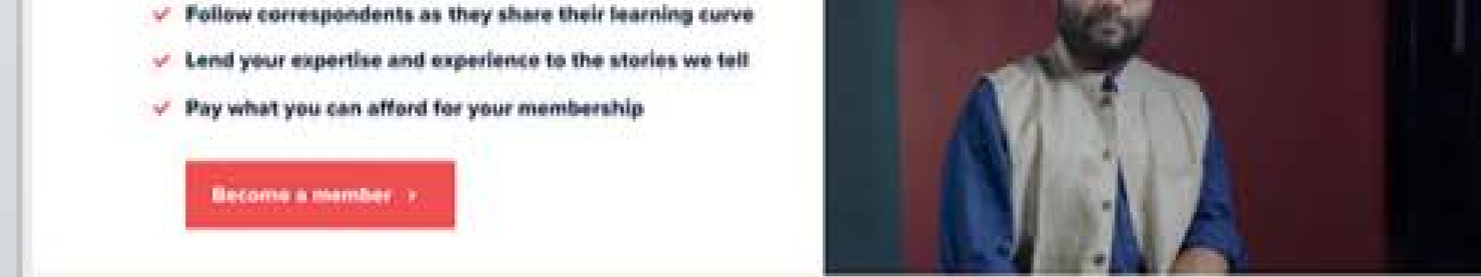 Follow correspondents as they share their learning curve
Lend your expertise and experience to the stories we tell
Pay what you can afford for your membership
Become a member ›